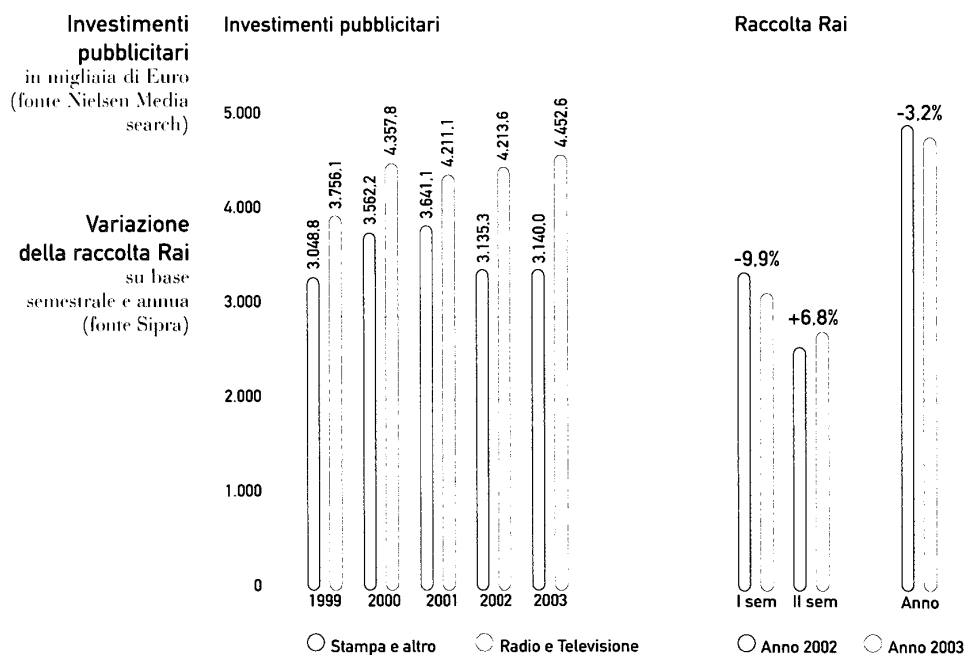 Investimenti
pubblicitari
in migliaia di Euro
(fonte Nielsen Media
search)
Variazione
della raccolta Rai
su base
semestrale e annua
(fonte Sipra)
Investimenti pubblicitari
5.000
4.000
3.000
2.000
1.000
0
3.048.8
3.756.1
3.562.2
4.357.8
3.641.1
4.211.1
3.135.3
4.213.6
3.140.0
4.452.6
1999
2000
2001
2002
2003
Stampa e altro
Radio e Televisione
Raccolta Rai
-9,9%
+6,8%
-3,2%
I sem
II sem
Anno
Anno 2002
Anno 2003